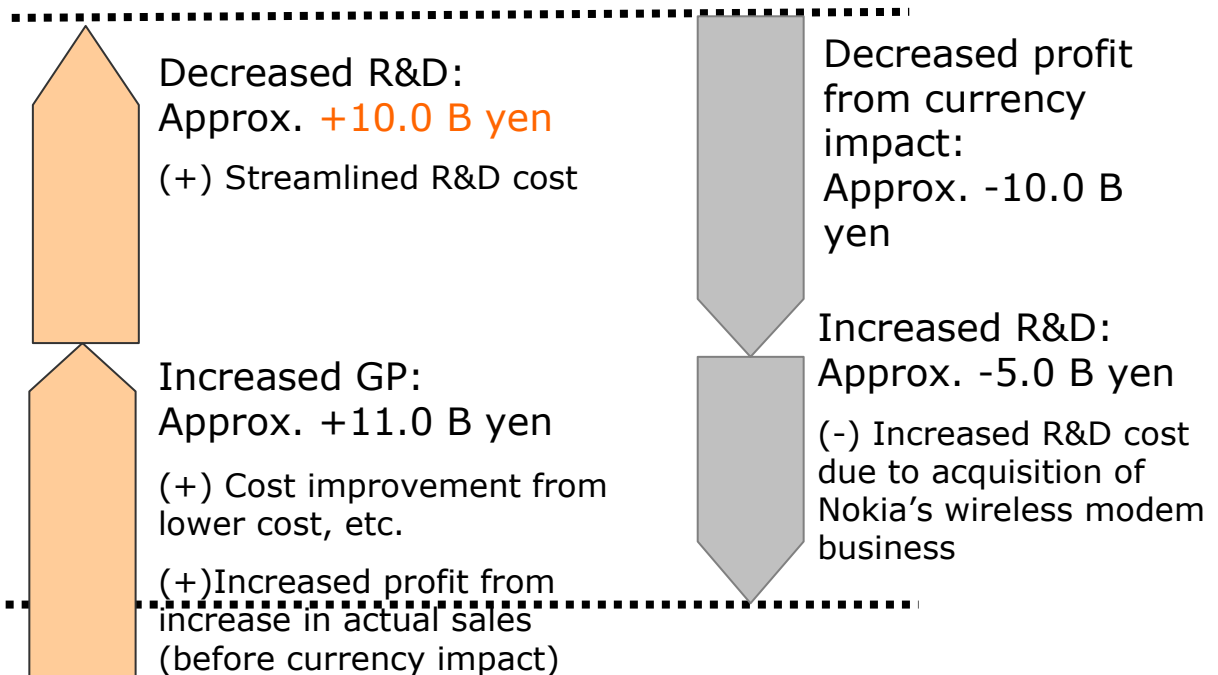 Decreased R&D:
Approx. +10.0 B yen
(+) Streamlined R&D cost
Increased GP:
Approx. +11.0 B yen
(+) Cost improvement from
lower cost, etc.
(+)Increased profit from
increase in actual sales
(before currency impact)
Decreased profit
from currency
impact:
Approx. -10.0 B
yen
Increased R&D:
Approx. -5.0 B yen
(-) Increased R&D cost
due to acquisition of
Nokia’s wireless modem
business